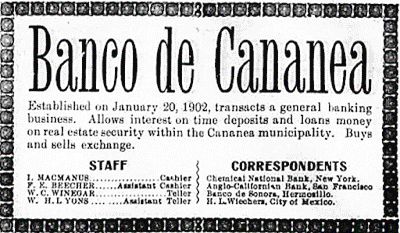 Banco de Cananea
Established on January 20, 1902, transacts a general banking
business. Allows interest on time deposits and loans money
on real estate security within the Cananea municipality. Buys
and sells exchange.
STAFF
I. MACMANUS..........Cashier
F. E. BEECHER.....Assistant Cashier
W. C. WINEGAR..........Teller
W. H. LYONS.....Assistant Teller
CORRESPONDENTS
Chemical National Bank, New York.
Anglo-Californian Bank, San Francisco
Banco de Sonora, Hermosillo.
H. L. Wiechers, City of Mexico.